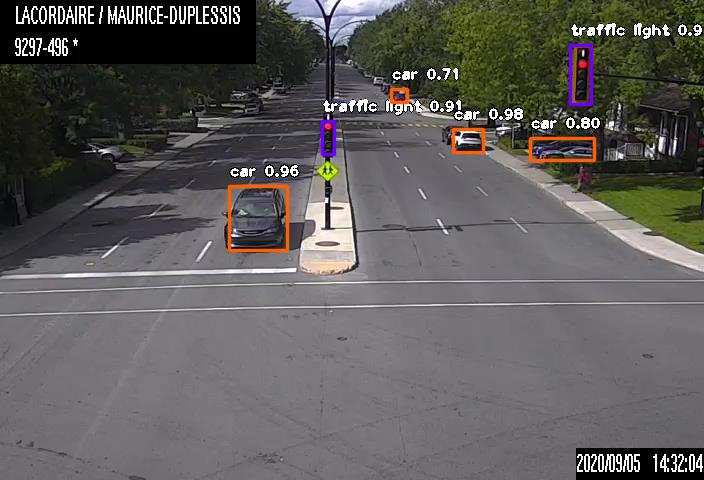 LACORDAIRE / MAURICE-DUPLESSIS
9297-496 *
traffic light 0.9
car 0.71
traffic light 0.91
car 0.98
car 0.80
car 0.96
2020/09/05 14:32:04